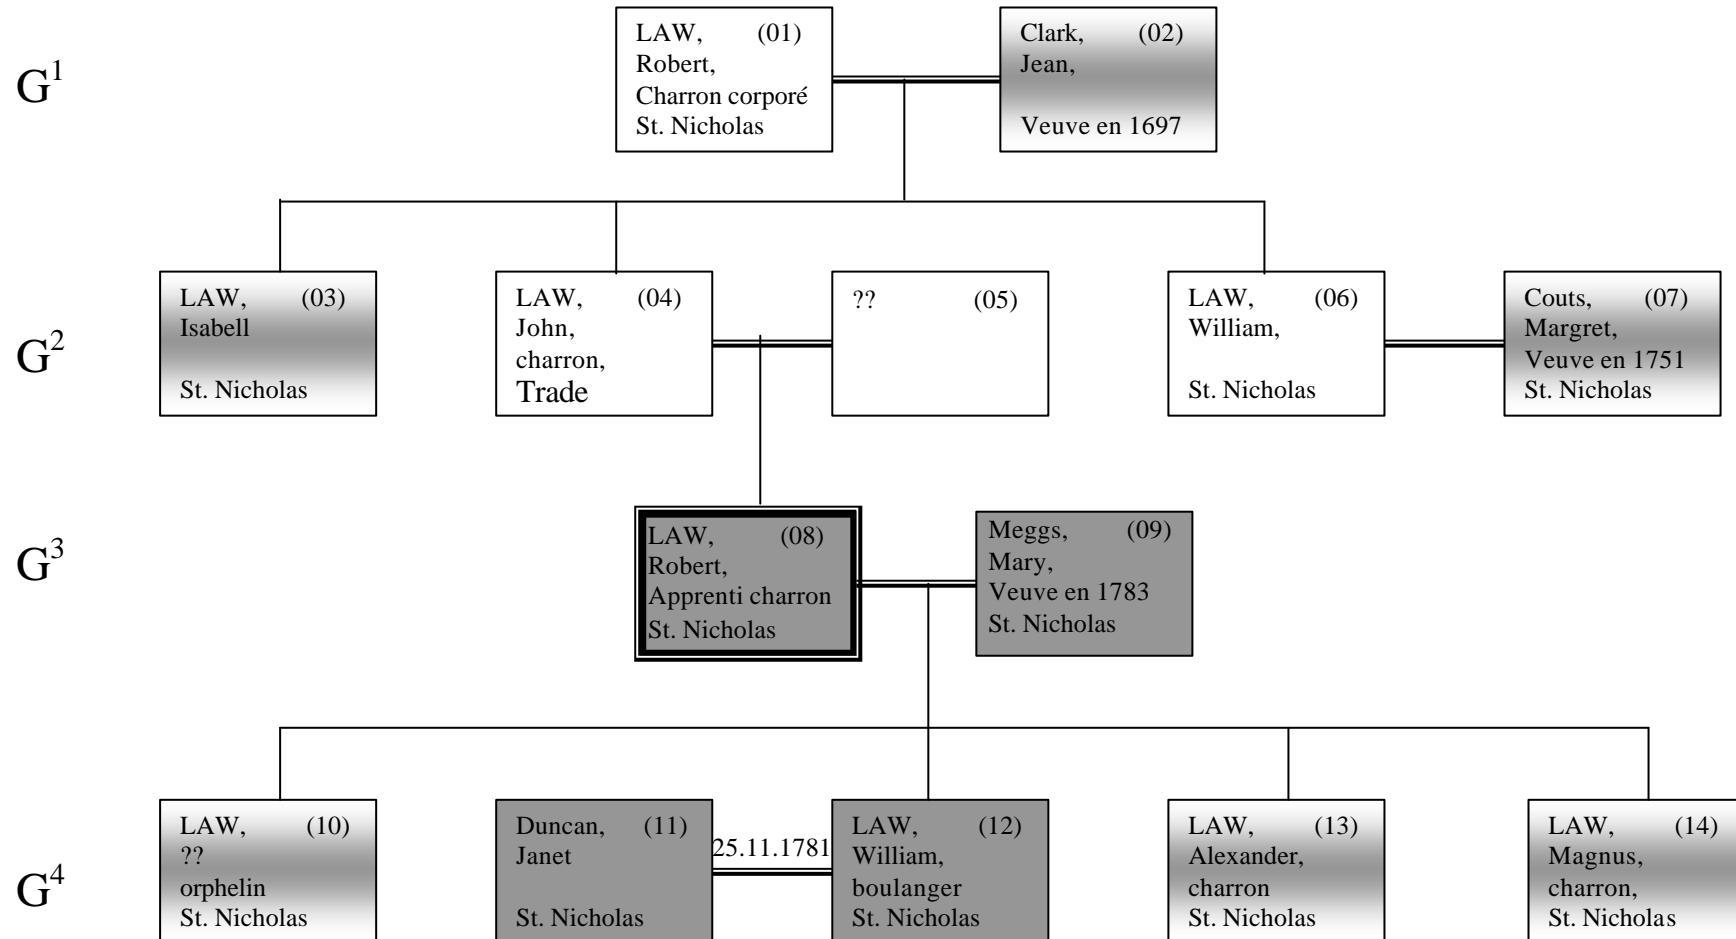 G1
LAW, (01)
Robert,
Charron corporé
St. Nicholas
Clark, (02)
Jean,
Veuve en 1697
G2
LAW, (03)
Isabell
St. Nicholas
LAW, (04)
John,
charron,
Trade
?? (05)
LAW, (06)
William,
St. Nicholas
Couts, (07)
Margret,
Veuve en 1751
St. Nicholas
G3
LAW, (08)
Robert,
Apprenti charron
St. Nicholas
Meggs, (09)
Mary,
Veuve en 1783
St. Nicholas
G4
LAW, (10)
??
orphelin
St. Nicholas
Duncan, (11)
Janet
St. Nicholas
25.11.1781
LAW, (12)
William,
boulanger
St. Nicholas
LAW, (13)
Alexander,
charron
St. Nicholas
LAW, (14)
Magnus,
charron,
St. Nicholas